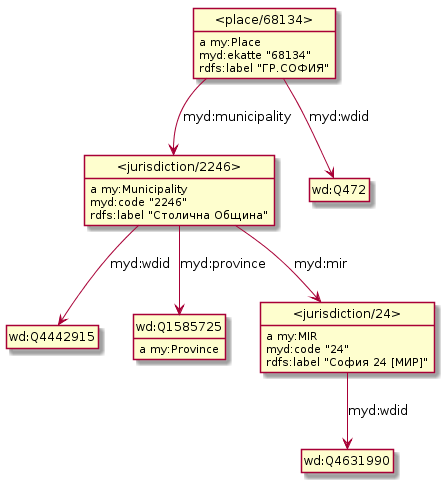 <place/68134>
a my:Place
myd:ekatte "68134"
rdfs:label "ГР.СОФИЯ"
myd:municipality
myd:wdid
<jurisdiction/2246>
a my:Municipality
myd:code "2246"
rdfs:label "Столична Община"
wd:Q472
myd:wdid
myd:province
myd:mir
wd:Q4442915
wd:Q1585725
a my:Province
<jurisdiction/24>
a my:MIR
myd:code "24"
rdfs:label "София 24 [МИР]"
myd:wdid
wd:Q4631990